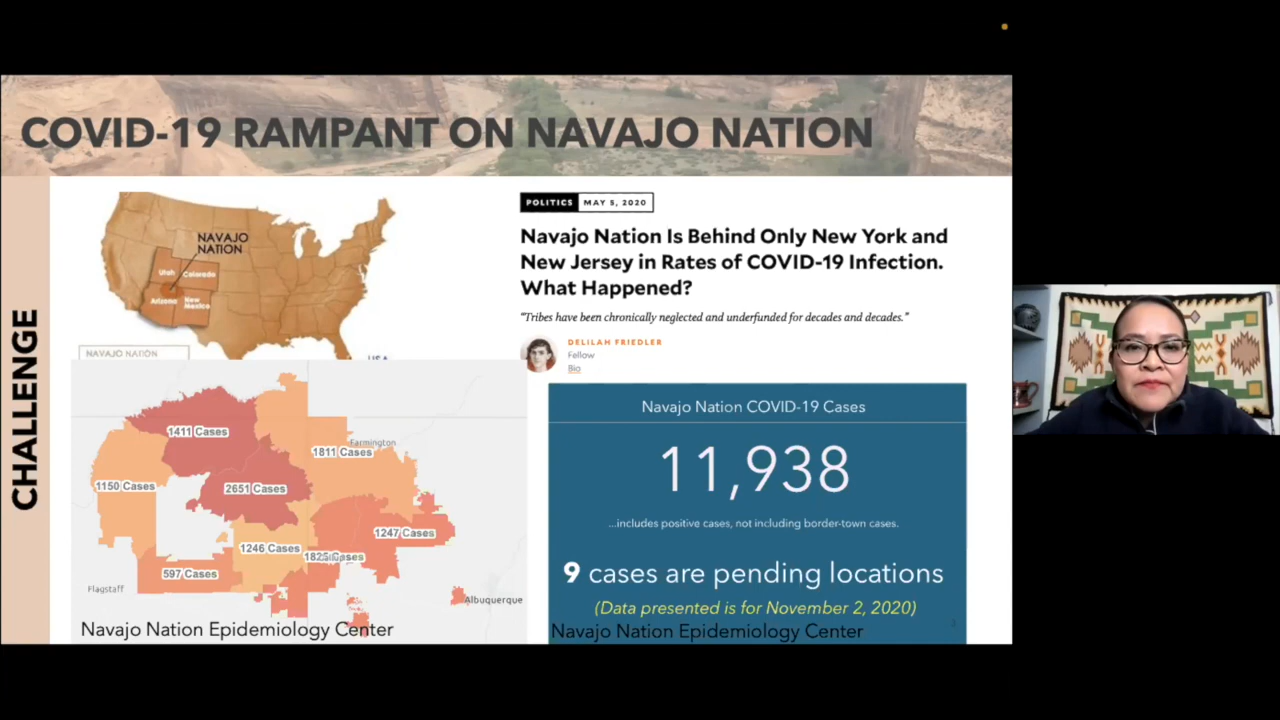 COVID-19 RAMPANT ON NAVAJO NATION
CHALLENGE
NAVAJO
NATION
Utah Colorado
Arizona New
Mexico
USA
NAVAJO NATION
1411 Cases
Farmington
1811 Cases
1150 Cases
2651 Cases
1247 Cases
1246 Cases
Cases
597 Cases
Flagstaff
Albuquerque
Navajo Nation Epidemiology Center
POLITICS MAY 5, 2020
Navajo Nation Is Behind Only New York and
New Jersey in Rates of COVID-19 Infection.
What Happened?
“Tribes have been chronically neglected and underfunded for decades and decades.”
DELILAH FRIEDLER
Fellow
Bio
Navajo Nation COVID-19 Cases
11,938
...includes positive cases, not including border-town cases.
9 cases are pending locations
(Data presented is for November 2, 2020)
Navajo Nation Epidemiology Center